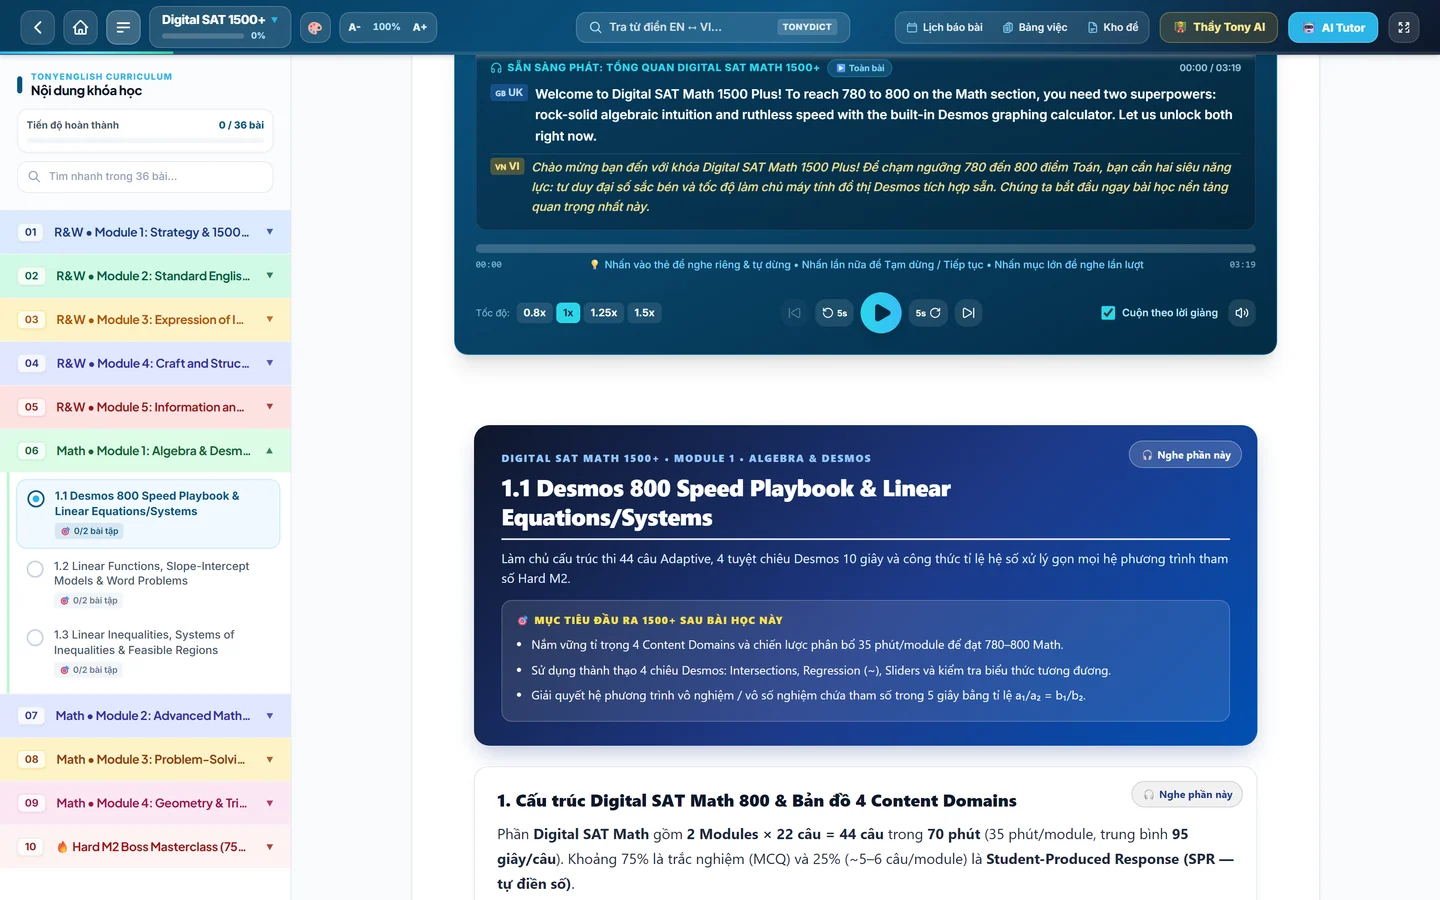 Digital SAT 1500+ ▼
0%
A- 100% A+
Tra từ điển EN ↔ VI...
TONYDICT
Lịch báo bài
Bảng việc
Kho đề
Thầy Tony AI
AI Tutor
TONYENGLISH CURRICULUM
Nội dung khóa học
Tiến độ hoàn thành
0 / 36 bài
Tìm nhanh trong 36 bài...
01 R&W • Module 1: Strategy & 1500... ▼
02 R&W • Module 2: Standard Englis... ▼
03 R&W • Module 3: Expression of I... ▼
04 R&W • Module 4: Craft and Struc... ▼
05 R&W • Module 5: Information an... ▼
06 Math • Module 1: Algebra & Desm... ▲
1.1 Desmos 800 Speed Playbook &
Linear Equations/Systems
🎯 0/2 bài tập
1.2 Linear Functions, Slope-Intercept
Models & Word Problems
🎯 0/2 bài tập
1.3 Linear Inequalities, Systems of
Inequalities & Feasible Regions
🎯 0/2 bài tập
07 Math • Module 2: Advanced Math... ▼
08 Math • Module 3: Problem-Solvi... ▼
09 Math • Module 4: Geometry & Tri... ▼
10 🔥 Hard M2 Boss Masterclass (75... ▼
SẴN SÀNG PHÁT: TỔNG QUAN DIGITAL SAT MATH 1500+
▶ Toàn bài
00:00 / 03:19
GB UK
Welcome to Digital SAT Math 1500 Plus! To reach 780 to 800 on the Math section, you need two superpowers:
rock-solid algebraic intuition and ruthless speed with the built-in Desmos graphing calculator. Let us unlock both
right now.
VN VI
Chào mừng bạn đến với khóa Digital SAT Math 1500 Plus! Để chạm ngưỡng 780 đến 800 điểm Toán, bạn cần hai siêu năng
lực: tư duy đại số sắc bén và tốc độ làm chủ máy tính đồ thị Desmos tích hợp sẵn. Chúng ta bắt đầu ngay bài học nền tảng
quan trọng nhất này.
00:00
💡 Nhấn vào thẻ để nghe riêng & tự dừng • Nhấn lần nữa để Tạm dừng / Tiếp tục • Nhấn mục lớn để nghe lần lượt
03:19
Tốc độ: 0.8x 1x 1.25x 1.5x
5s
5s
Cuộn theo lời giảng
DIGITAL SAT MATH 1500+ • MODULE 1 • ALGEBRA & DESMOS
🎧 Nghe phần này
1.1 Desmos 800 Speed Playbook & Linear
Equations/Systems
Làm chủ cấu trúc thi 44 câu Adaptive, 4 tuyệt chiêu Desmos 10 giây và công thức tỉ lệ hệ số xử lý gọn mọi hệ phương trình tham
số Hard M2.
🎯 MỤC TIÊU ĐẦU RA 1500+ SAU BÀI HỌC NÀY
• Nắm vững tỉ trọng 4 Content Domains và chiến lược phân bổ 35 phút/module để đạt 780–800 Math.
• Sử dụng thành thạo 4 chiêu Desmos: Intersections, Regression (~), Sliders và kiểm tra biểu thức tương đương.
• Giải quyết hệ phương trình vô nghiệm / vô số nghiệm chứa tham số trong 5 giây bằng tỉ lệ a₁/a₂ = b₁/b₂.
1. Cấu trúc Digital SAT Math 800 & Bản đồ 4 Content Domains
🎧 Nghe phần này
Phần Digital SAT Math gồm 2 Modules × 22 câu = 44 câu trong 70 phút (35 phút/module, trung bình 95
giây/câu). Khoảng 75% là trắc nghiệm (MCQ) và 25% (~5–6 câu/module) là Student-Produced Response (SPR —
tự điền số).